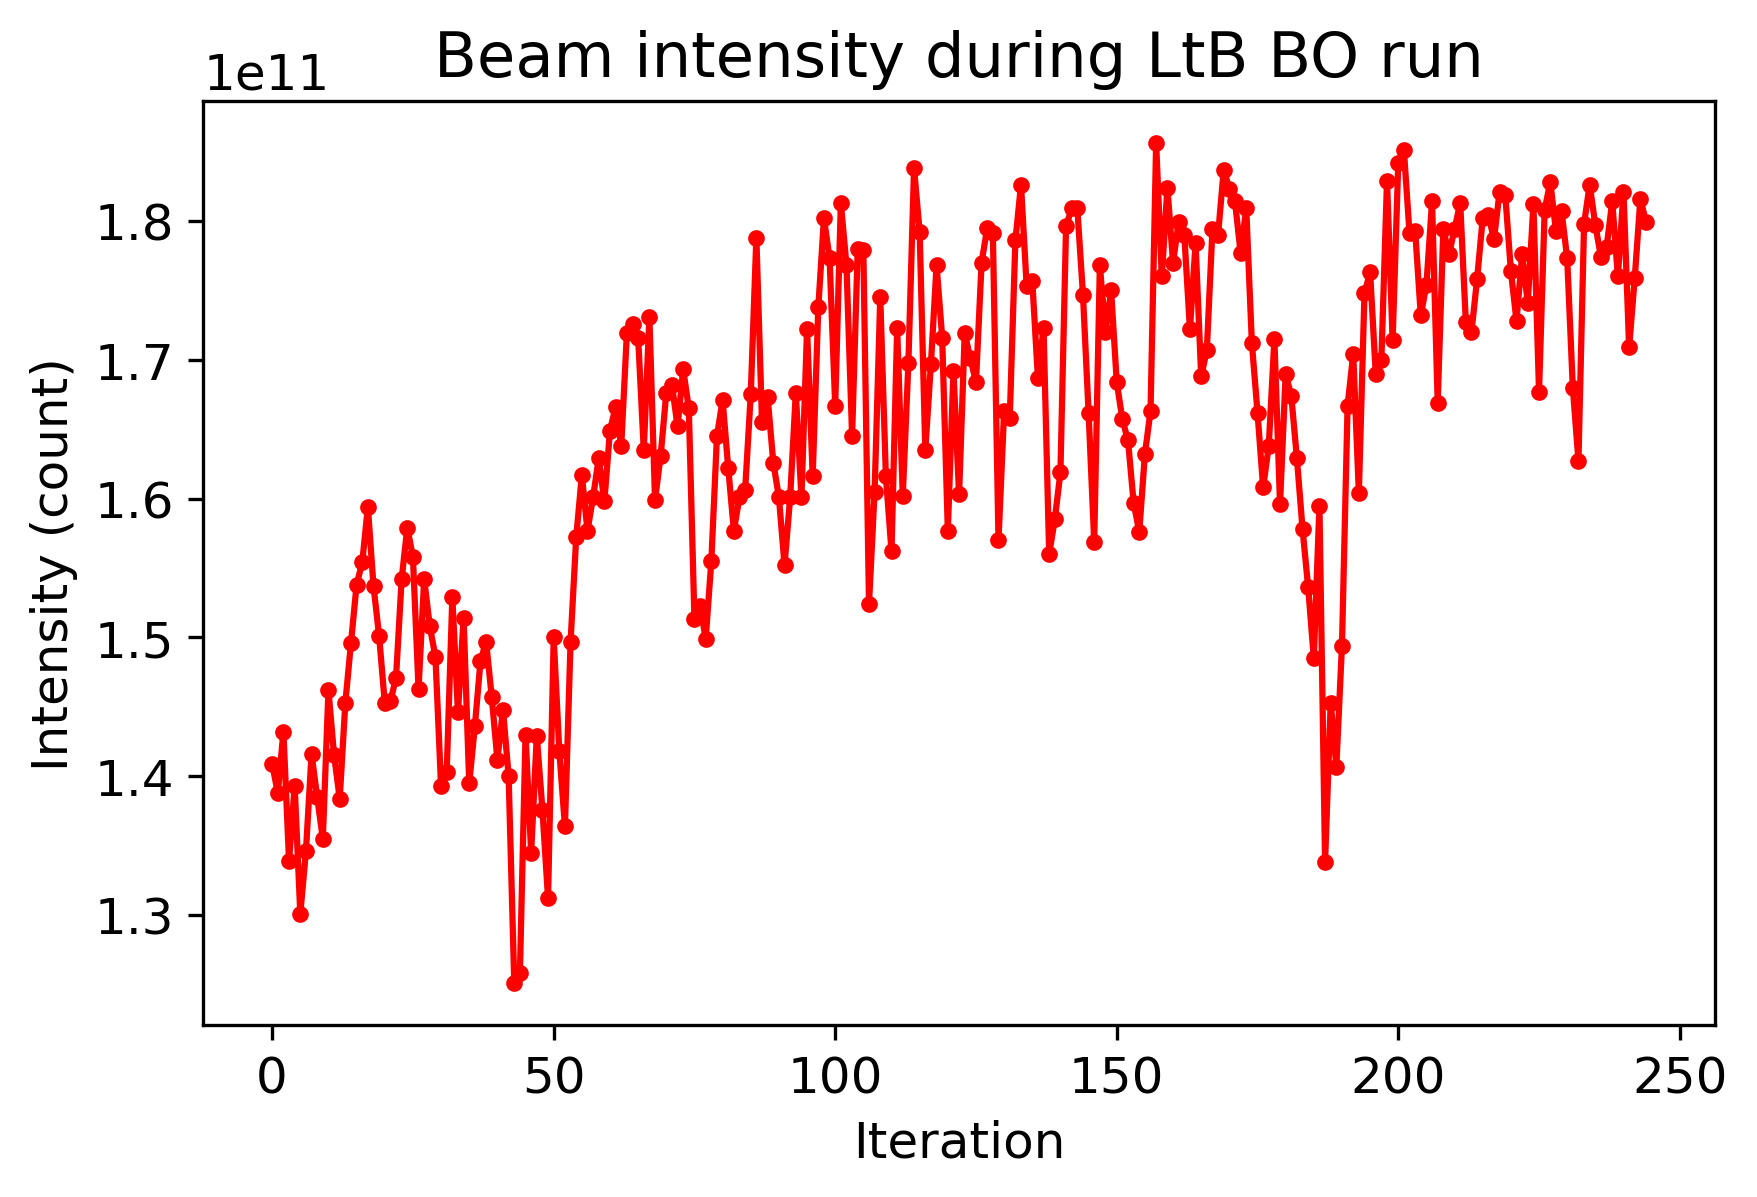 Beam intensity during LtB BO run
1e11
1.8
1.7
1.6
1.5
1.4
1.3
Intensity (count)
0 50 100 150 200 250
Iteration